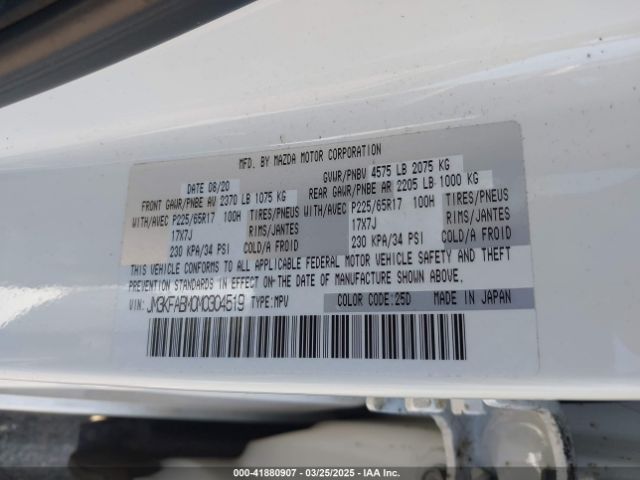 MFD. BY MAZDA MOTOR CORPORATION
DATE 08/20 GVWR/PNBV 4575 LB 2075 KG
FRONT GAWR/PNBE AV 2370 LB 1075 KG REAR GAWR/PNBE AR 2205 LB 1000 KG
WITH/AVEC P225/65R17 100H TIRES/PNEUS WITH/AVEC P225/65R17 100H TIRES/PNEUS
17X7J RIMS/JANTES 17X7J RIMS/JANTES
230 KPA/34 PSI COLD/A FROID 230 KPA/34 PSI COLD/A FROID
THIS VEHICLE CONFORMS TO ALL APPLICABLE FEDERAL MOTOR VEHICLE SAFETY AND THEFT
PREVENTION STANDARDS IN EFFECT ON THE DATE OF MANUFACTURE SHOWN ABOVE.
VIN: JM3KFABM0M0304519 TYPE:MPV COLOR CODE:25D MADE IN JAPAN
000-41880907 - 03/25/2025 - IAA Inc.